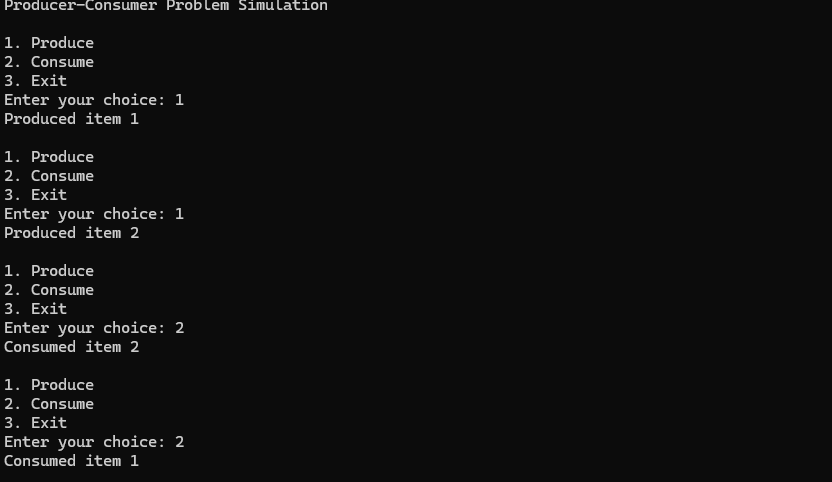 Producer-Consumer Problem Simulation
1. Produce
2. Consume
3. Exit
Enter your choice: 1
Produced item 1
1. Produce
2. Consume
3. Exit
Enter your choice: 1
Produced item 2
1. Produce
2. Consume
3. Exit
Enter your choice: 2
Consumed item 2
1. Produce
2. Consume
3. Exit
Enter your choice: 2
Consumed item 1